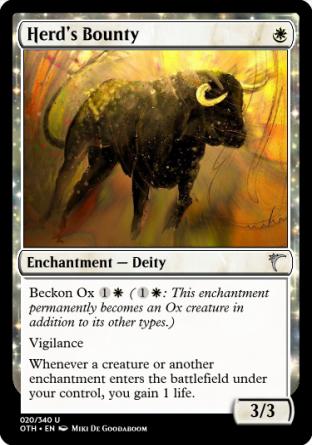 Herd's Bounty
Enchantment — Deity
Beckon Ox 1 ( 1 : This enchantment
permanently becomes an Ox creature in
addition to its other types.)
Vigilance
Whenever a creature or another
enchantment enters the battlefield under
your control, you gain 1 life.
3/3
020/340 U
OTH • EN Miki De Goodaboom